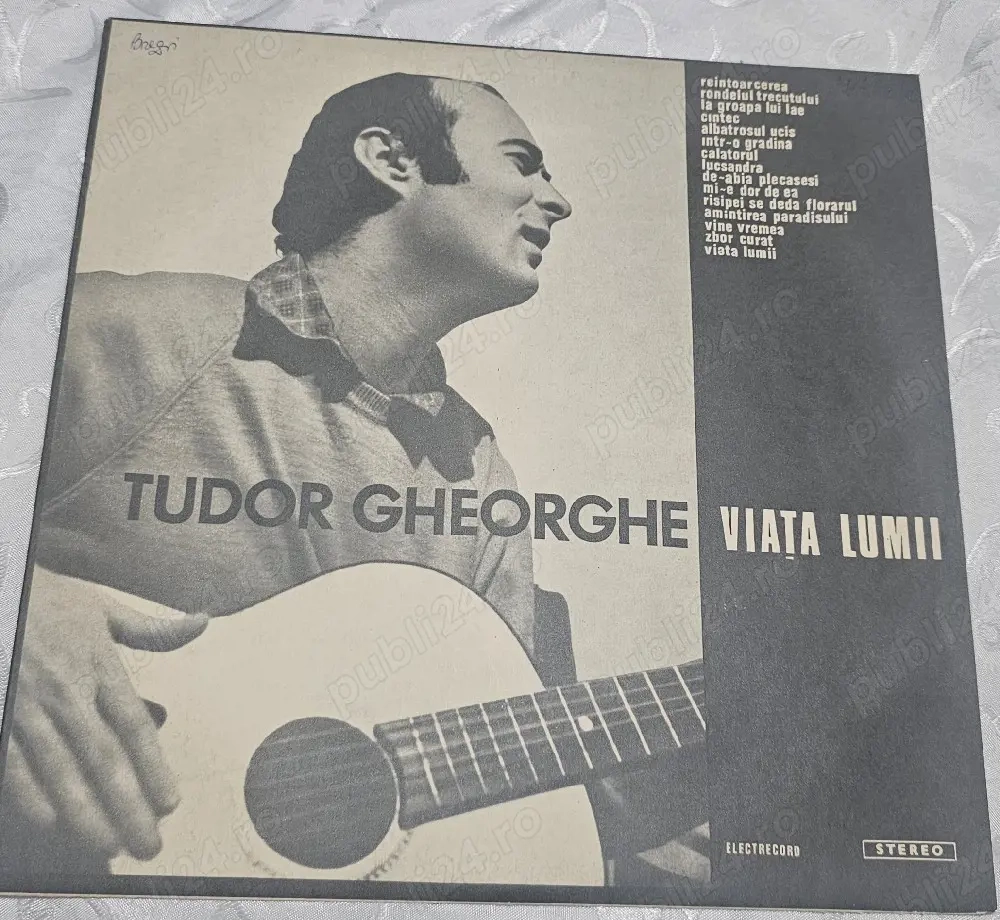 reintoarcerea
rondelul trecutului
la groapa lui lae
cintec
albatrosul ucis
intr-o gradina
calatorul
lucsandra
de-abia plecasesi
mi-e dor de ea
risipei se deda florarul
amintirea paradisului
vine vremea
zbor curat
viata lumii
TUDOR GHEORGHE
VIAȚA LUMII
ELECTRECORD
STEREO
publi24.ro